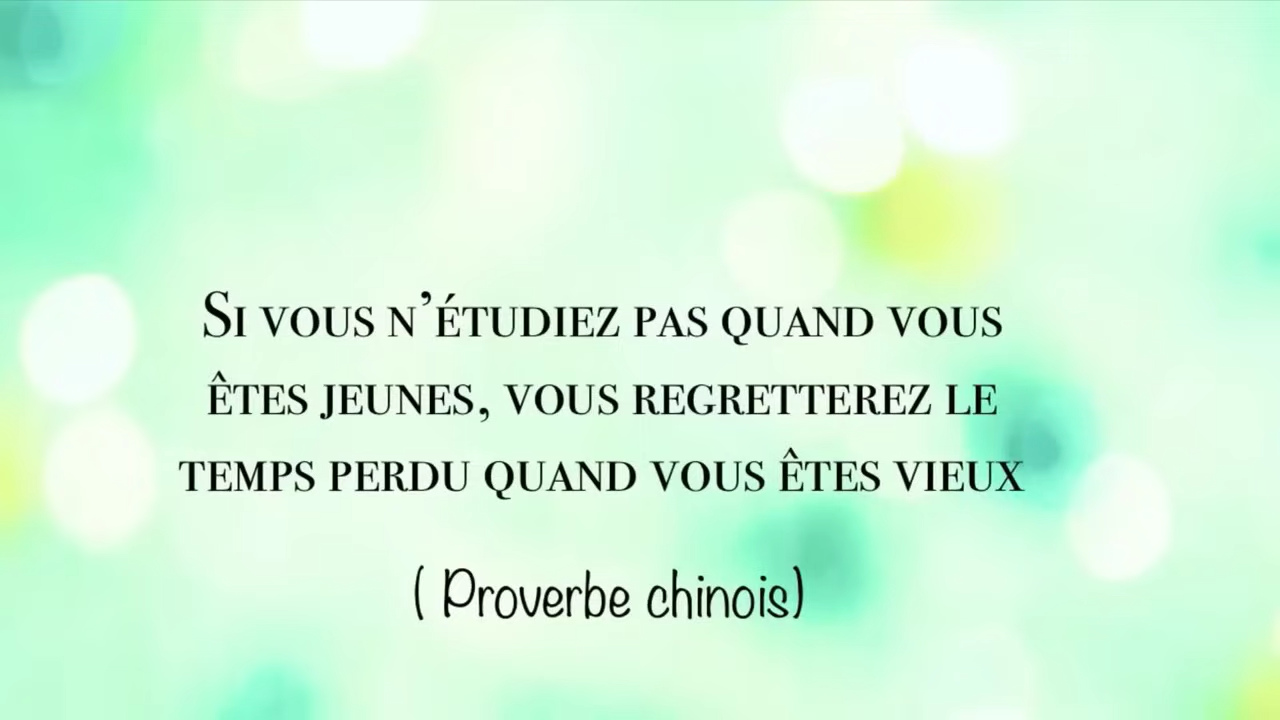 Si vous n’étudiez pas quand vous
êtes jeunes, vous regretterez le
temps perdu quand vous êtes vieux
( Proverbe chinois)